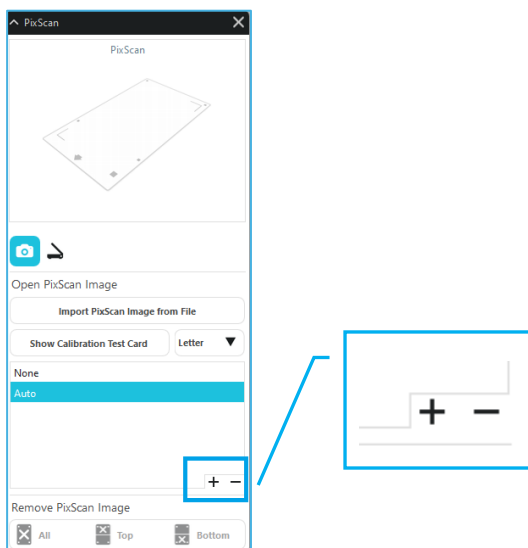 PixScan
PixScan
Open PixScan Image
Import PixScan Image from File
Show Calibration Test Card
Letter
None
Auto
+ −
+ −
Remove PixScan Image
All
Top
Bottom